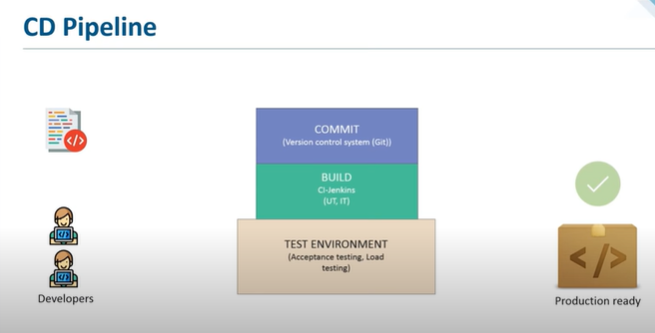 CD Pipeline
COMMIT
(Version control system (Git))
BUILD
CI-Jenkins
(UT, IT)
TEST ENVIRONMENT
(Acceptance testing, Load
testing)
Developers
Production ready